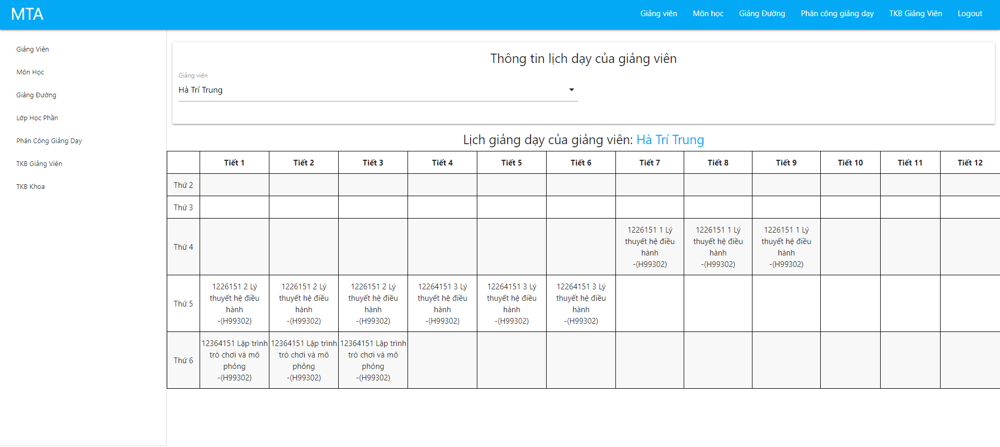 MTA
Giảng viên Môn học Giảng Đường Phân công giảng dạy TKB Giảng Viên Logout
Giảng Viên
Môn Học
Giảng Đường
Lớp Học Phần
Phân Công Giảng Dạy
TKB Giảng Viên
TKB Khoa
Thông tin lịch dạy của giảng viên
Giảng viên
Hà Trí Trung
Lịch giảng dạy của giảng viên: Hà Trí Trung
Tiết 1 Tiết 2 Tiết 3 Tiết 4 Tiết 5 Tiết 6 Tiết 7 Tiết 8 Tiết 9 Tiết 10 Tiết 11 Tiết 12
Thứ 2
Thứ 3
Thứ 4
1226151 1 Lý
thuyết hệ điều
hành
-(H99302)
1226151 1 Lý
thuyết hệ điều
hành
-(H99302)
1226151 1 Lý
thuyết hệ điều
hành
-(H99302)
Thứ 5
1226151 2 Lý
thuyết hệ điều
hành
-(H99302)
1226151 2 Lý
thuyết hệ điều
hành
-(H99302)
1226151 2 Lý
thuyết hệ điều
hành
-(H99302)
12264151 3 Lý
thuyết hệ điều
hành
-(H99302)
12264151 3 Lý
thuyết hệ điều
hành
-(H99302)
12264151 3 Lý
thuyết hệ điều
hành
-(H99302)
Thứ 6
12364151 Lập trình
trò chơi và mô
phỏng
-(H99302)
12364151 Lập trình
trò chơi và mô
phỏng
-(H99302)
12364151 Lập trình
trò chơi và mô
phỏng
-(H99302)